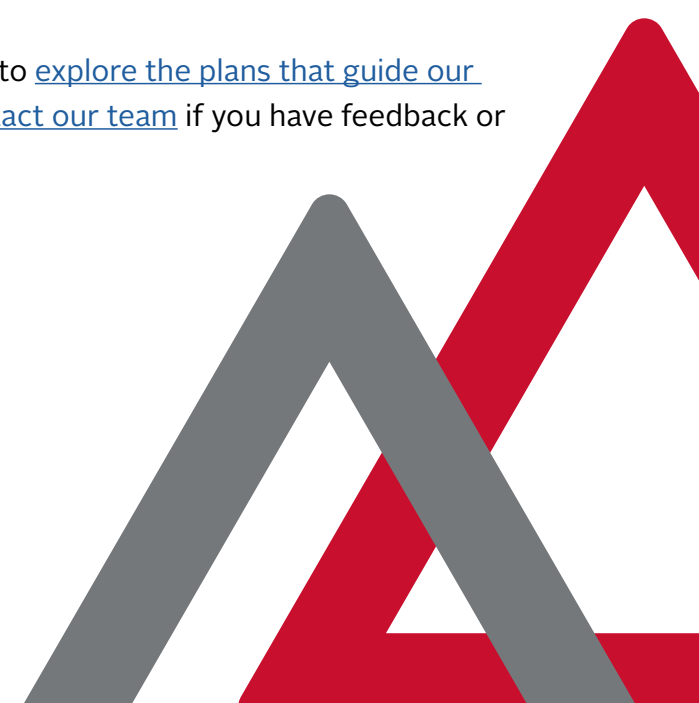 to explore the plans that guide our
act our team if you have feedback or